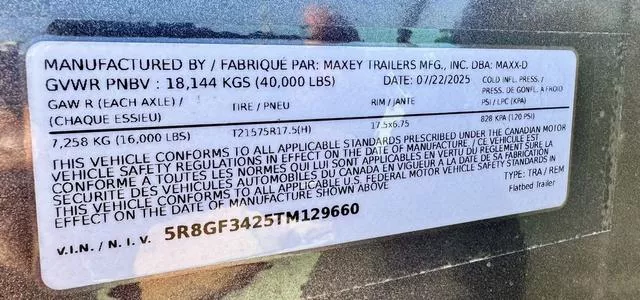 MANUFACTURED BY / FABRIQUÉ PAR: MAXEY TRAILERS MFG., INC. DBA: MAXX-D
GVWR PNBV : 18,144 KGS (40,000 LBS) DATE: 07/22/2025 COLD INFL. PRESS. /
PRESS. DE GONFL. A FROID
GAW R (EACH AXLE) / TIRE / PNEU RIM / JANTE PSI / LPC (KPA)
(CHAQUE ESSIEU)
7,258 KG (16,000 LBS) T21575R17.5(H) 17.5x6.75 828 KPA (120 PSI)
THIS VEHICLE CONFORMS TO ALL APPLICABLE STANDARDS PRESCRIBED UNDER THE CANADIAN MOTOR
VEHICLE SAFETY REGULATIONS IN EFFECT ON THE DATE OF MANUFACTURE. / CE VEHICULE EST
CONFORME A TOUTES LES NORMES QUI LUI SONT APPLICABLES EN VERTU DU REGLEMENT SUR LA
SECURITE DES VEHICULES AUTOMOBILES DU CANADA EN VIGUEUR A LA DATE DE SA FABRICATION
THIS VEHICLE CONFORMS TO ALL APPLICABLE U.S. FEDERAL MOTOR VEHICLE SAFETY STANDARDS IN
EFFECT ON THE DATE OF MANUFACTURE SHOWN ABOVE
TYPE: TRA / REM
Flatbed Trailer
V.I.N. / N.I.V. 5R8GF3425TM129660